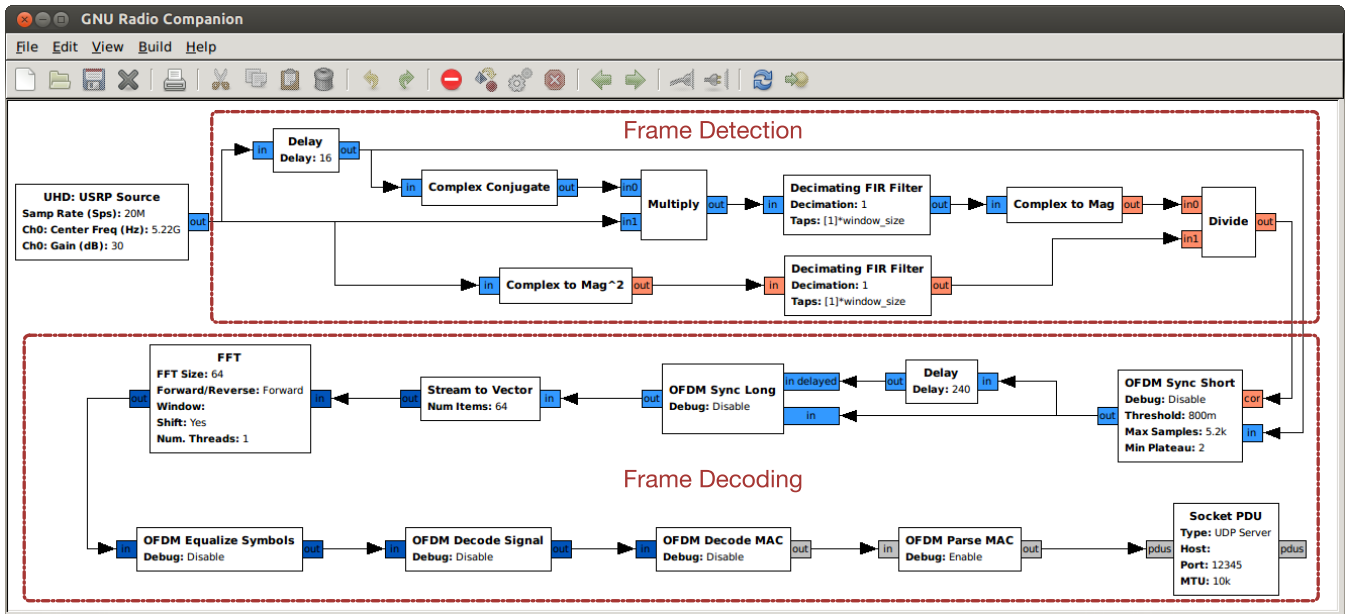 GNU Radio Companion
File Edit View Build Help
Frame Detection
Delay
Delay: 16
in
out
UHD: USRP Source
Samp Rate (Sps): 20M
Ch0: Center Freq (Hz): 5.22G
Ch0: Gain (dB): 30
out
in
Complex Conjugate
out
in0
in1
Multiply
out
in
Decimating FIR Filter
Decimation: 1
Taps: [1]*window_size
out
in
Complex to Mag
out
in0
in1
Divide
out
in
Complex to Mag^2
out
in
Decimating FIR Filter
Decimation: 1
Taps: [1]*window_size
out
out
FFT
FFT Size: 64
Forward/Reverse: Forward
Window:
Shift: Yes
Num. Threads: 1
in
out
Stream to Vector
Num Items: 64
in
out
OFDM Sync Long
Debug: Disable
in delayed
in
out
Delay
Delay: 240
in
out
OFDM Sync Short
Debug: Disable
Threshold: 800m
Max Samples: 5.2k
Min Plateau: 2
cor
in
Frame Decoding
in
OFDM Equalize Symbols
Debug: Disable
out
in
OFDM Decode Signal
Debug: Disable
out
in
OFDM Decode MAC
Debug: Disable
out
in
OFDM Parse MAC
Debug: Enable
out
pdus
Socket PDU
Type: UDP Server
Host:
Port: 12345
MTU: 10k
pdus